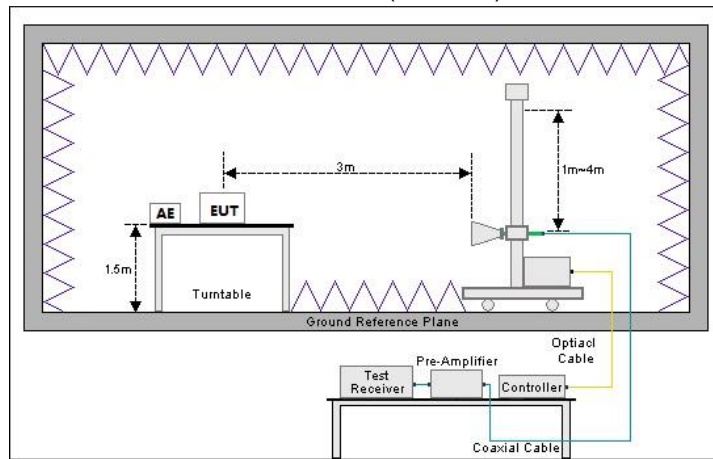 3m
1m~4m
AE
EUT
1.5m
Turntable
Ground Reference Plane
Optiacl
Cable
Pre-Amplifier
Test
Receiver
Controller
Coaxial Cable